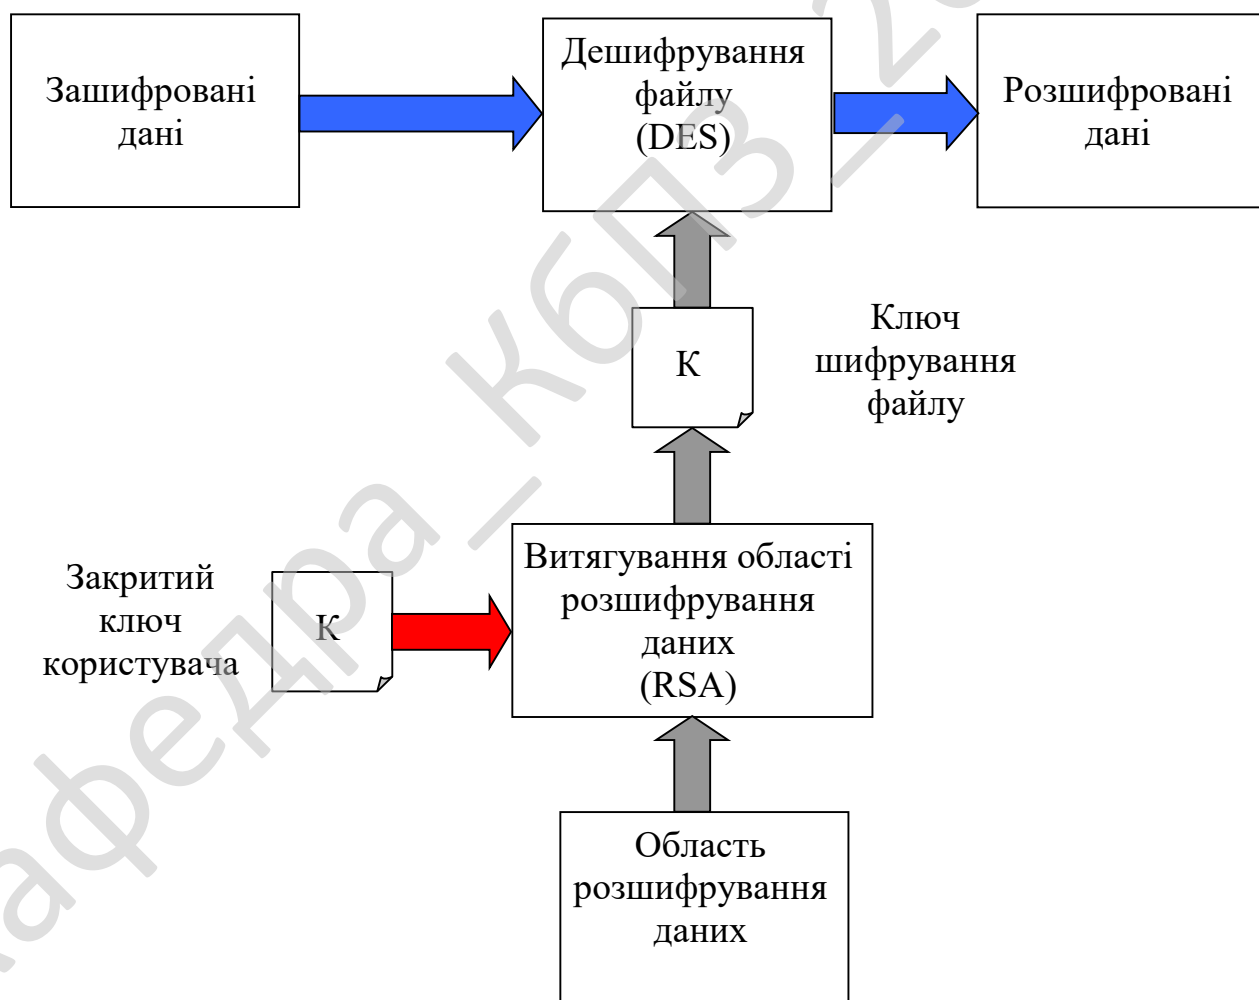 Зашифровані
дані
Дешифрування
файлу
(DES)
Розшифровані
дані
К
Ключ
шифрування
файлу
Закритий
ключ
користувача
К
Витягування області
розшифрування
даних
(RSA)
Область
розшифрування
даних